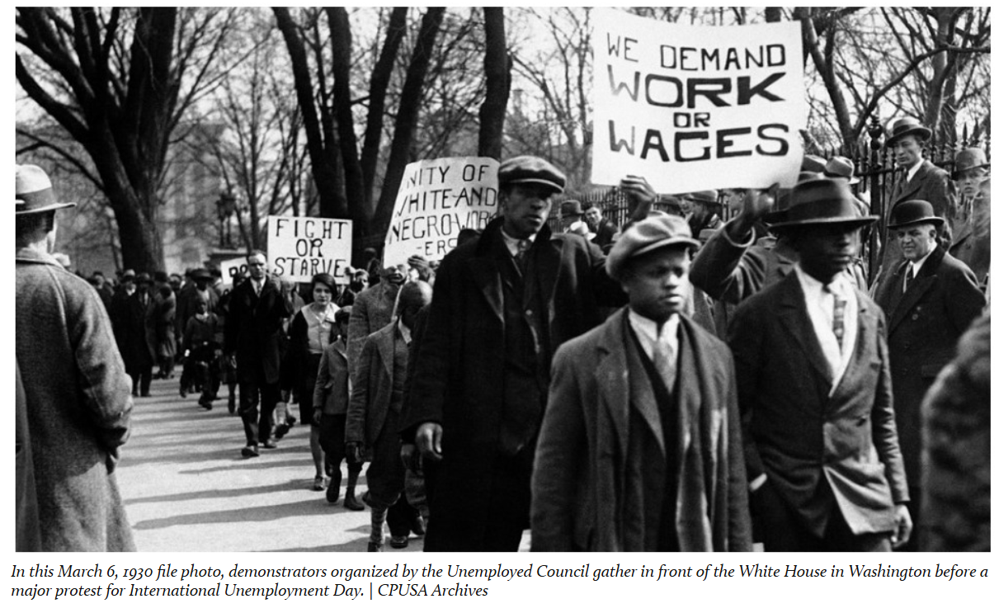 WE DEMAND
WORK
OR
WAGES
NITY OF
WHITE-AND
NEGRO-WORK
-ERS
FIGHT
OR
STARVE
In this March 6, 1930 file photo, demonstrators organized by the Unemployed Council gather in front of the White House in Washington before a
major protest for International Unemployment Day. | CPUSA Archives